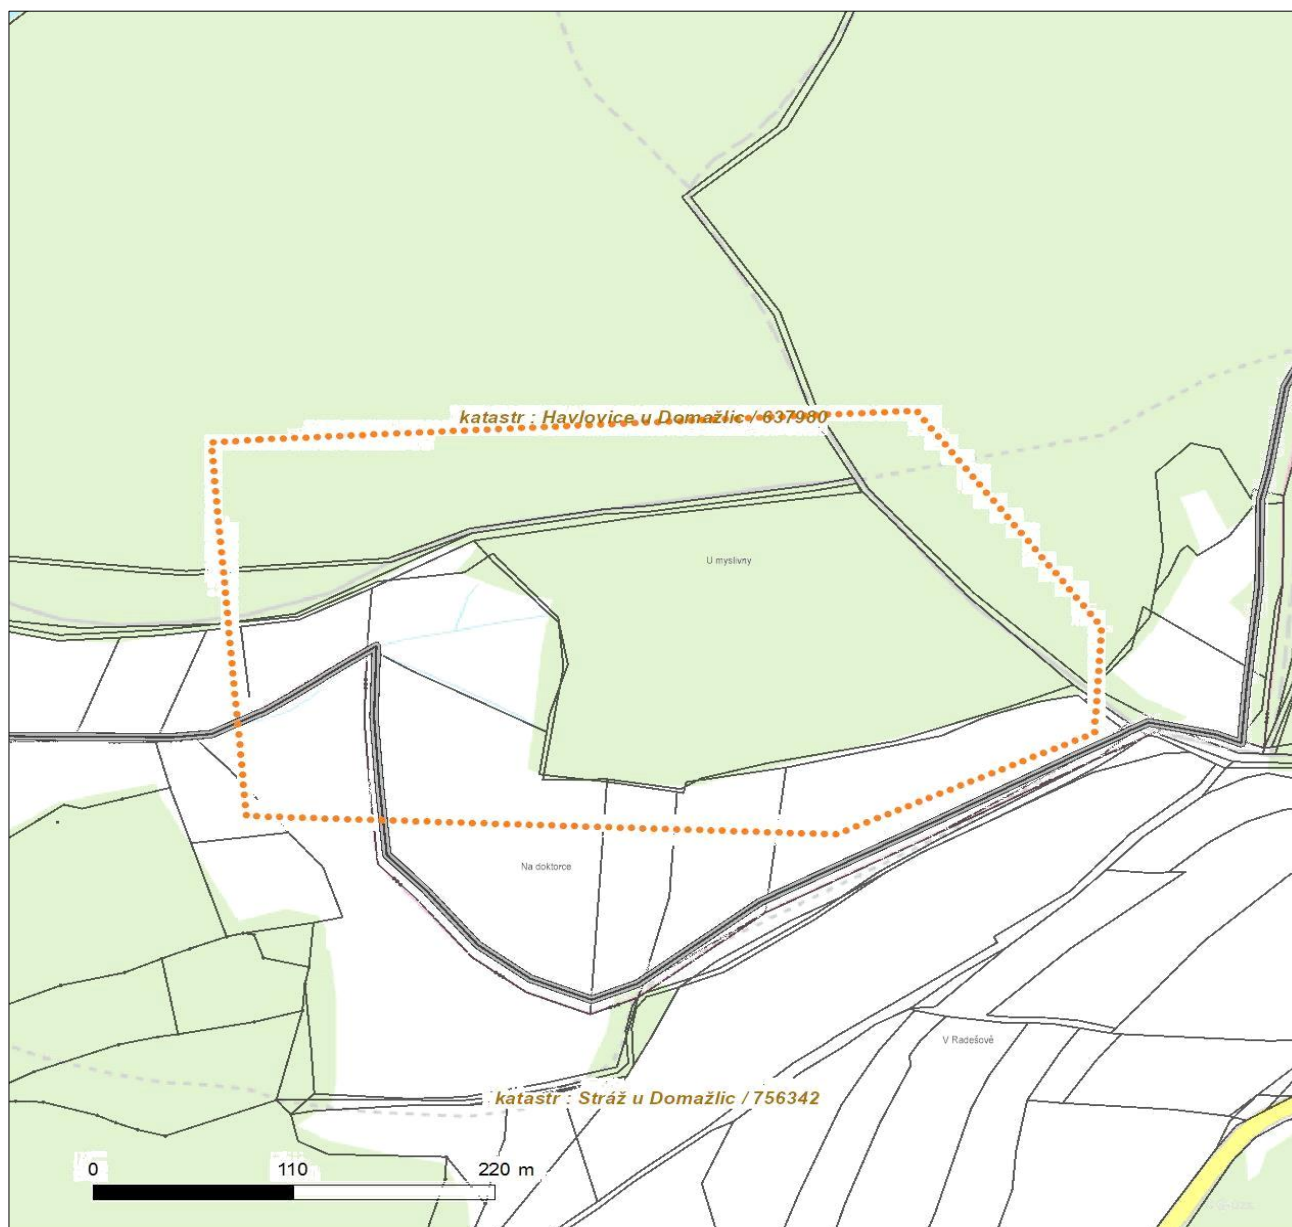 katastr : Havlovice u Domažlic / 637980
U myslivny
Na doktorce
V Radešově
katastr : Stráž u Domažlic / 756342
0 110 220 m